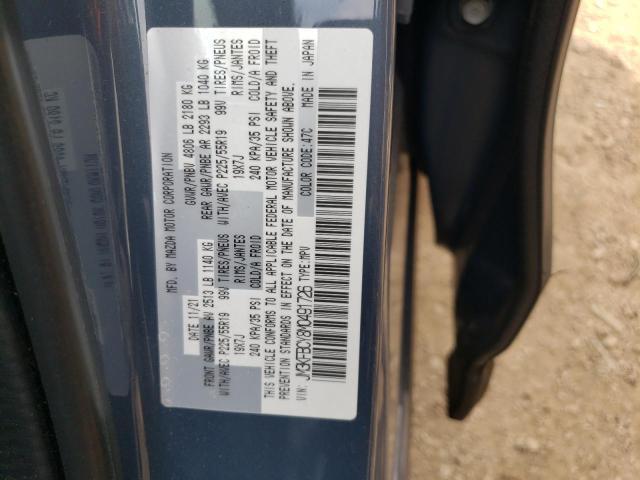 MFD. BY MAZDA MOTOR CORPORATION
DATE 11/21 GVWR/PNBV 4806 LB 2180 KG
FRONT GAWR/PNBE AV 2513 LB 1140 KG REAR GAWR/PNBE AR 2293 LB 1040 KG
WITH/AVEC P225/55R19 99V TIRES/PNEUS WITH/AVEC P225/55R19 99V TIRES/PNEUS
19X7J RIMS/JANTES 19X7J RIMS/JANTES
240 KPA/35 PSI COLD/A FROID 240 KPA/35 PSI COLD/A FROID
THIS VEHICLE CONFORMS TO ALL APPLICABLE FEDERAL MOTOR VEHICLE SAFETY AND THEFT
PREVENTION STANDARDS IN EFFECT ON THE DATE OF MANUFACTURE SHOWN ABOVE.
VIN: JM3KFBCY8M0491726 TYPE:MPV COLOR CODE:47C MADE IN JAPAN